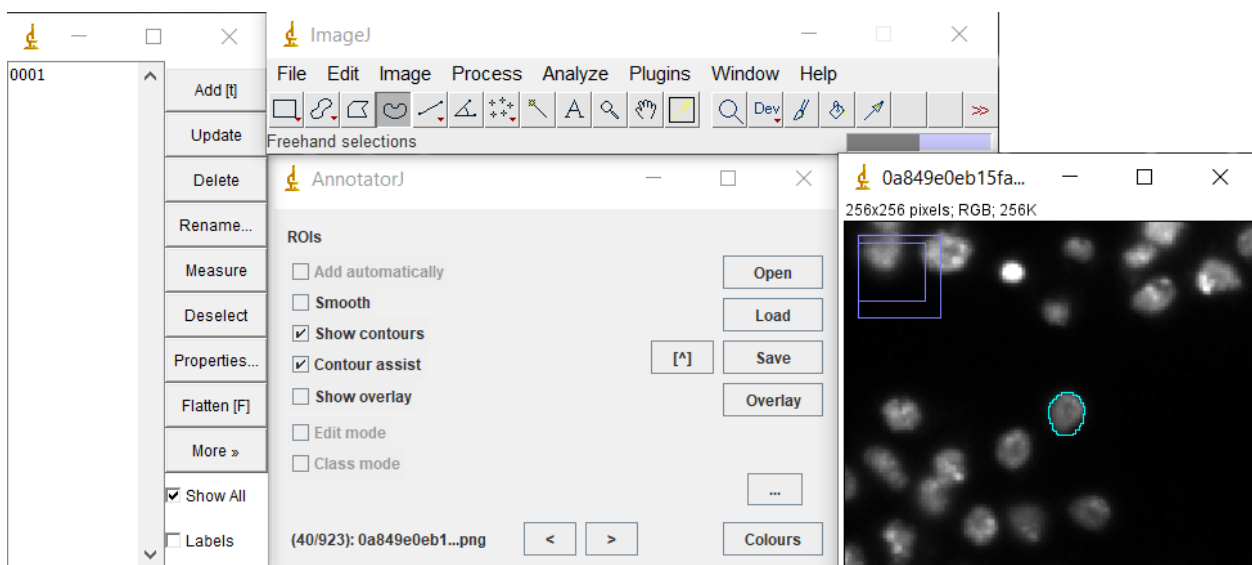 0001
Add [t]
Update
Delete
Rename...
Measure
Deselect
Properties...
Flatten [F]
More »
Show All
Labels
ImageJ
File Edit Image Process Analyze Plugins Window Help
A Dev >>
Freehand selections
AnnotatorJ
ROIs
Add automatically
Smooth
Show contours
Contour assist
Show overlay
Edit mode
Class mode
Open
Load
[^] Save
Overlay
...
(40/923): 0a849e0eb1...png < > Colours
0a849e0eb15fa...
256x256 pixels; RGB; 256K